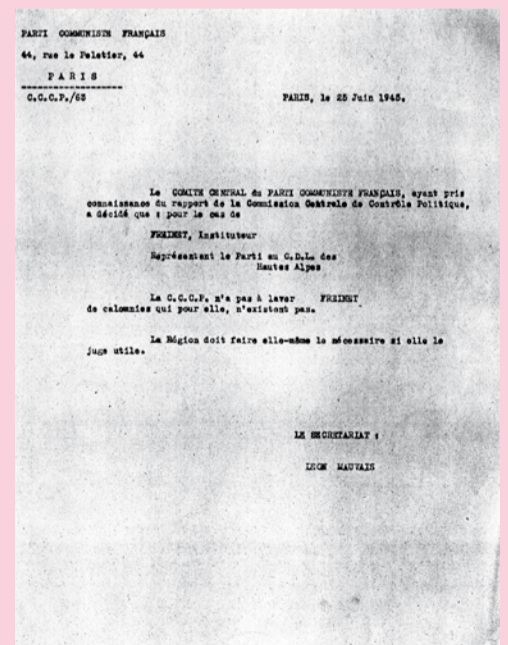 PARTI COMMUNISTE FRANÇAIS
44, rue le Peletier, 44
PARIS
C.C.C.P./63
PARIS, le 25 Juin 1945.
Le COMITE CENTRAL du PARTI COMMUNISTE FRANÇAIS, ayant pris
connaissance du rapport de la Commission Centrale de Contrôle Politique,
a décidé que : pour le cas de
FREINET, Instituteur
Représentant le Parti au C.D.L. des
Hautes Alpes
La C.C.C.P. n'a pas à laver FREINET
de calomnies qui pour elle, n'existent pas.
La Région doit faire elle-même le nécessaire si elle le
juge utile.
LE SECRETARIAT :
LEON MAUVAIS